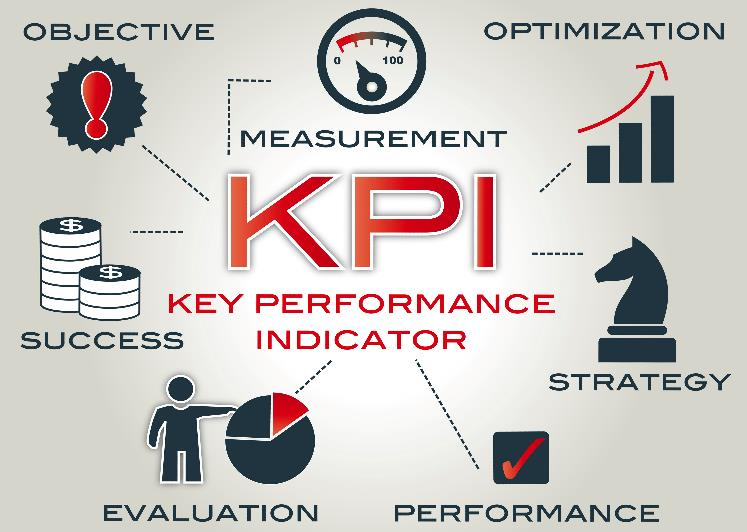 OBJECTIVE
OPTIMIZATION
0 100
MEASUREMENT
KPI
$
$
KEY PERFORMANCE
INDICATOR
SUCCESS
STRATEGY
EVALUATION
PERFORMANCE